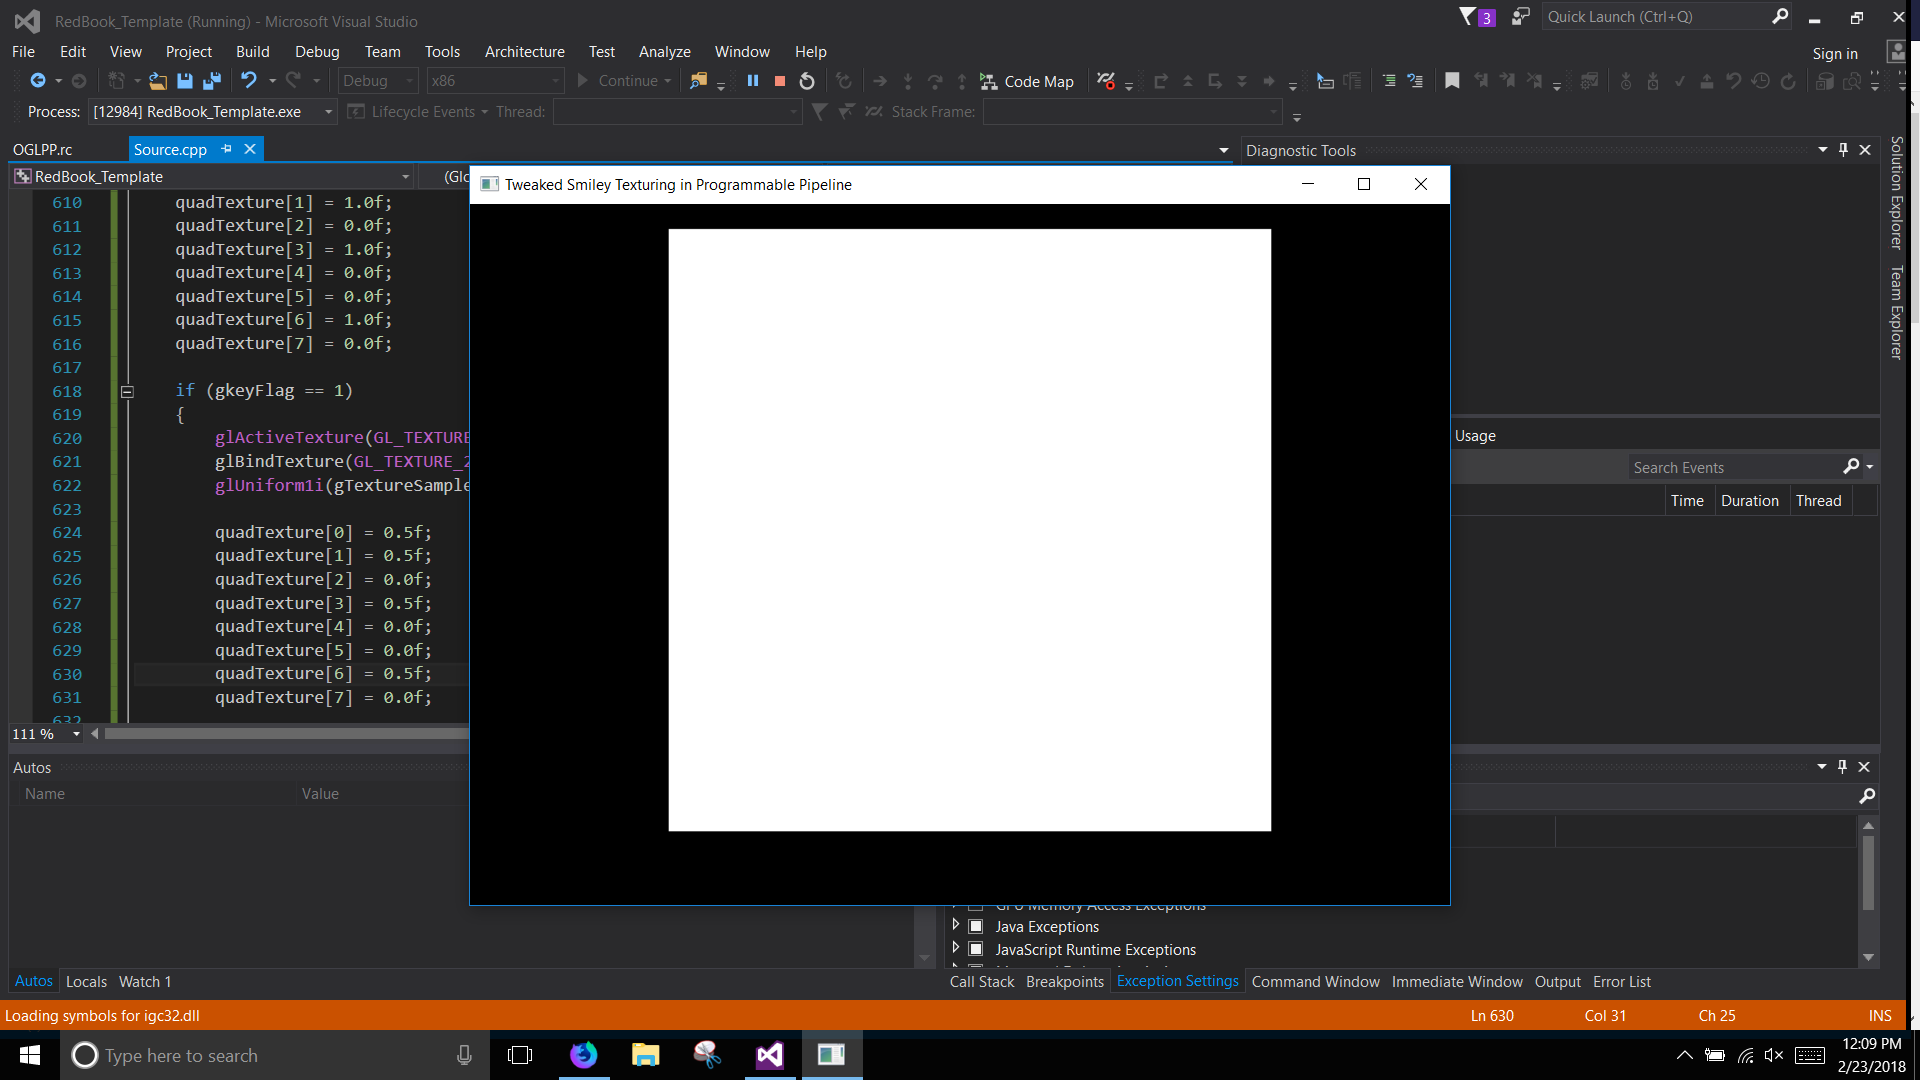 RedBook_Template (Running) - Microsoft Visual Studio
3
Quick Launch (Ctrl+Q)
File Edit View Project Build Debug Team Tools Architecture Test Analyze Window Help
Sign in
Debug x86 Continue Code Map
Process: [12984] RedBook_Template.exe Lifecycle Events Thread: Stack Frame:
OGLPP.rc Source.cpp
Diagnostic Tools
RedBook_Template (Glo
Tweaked Smiley Texturing in Programmable Pipeline
Solution Explorer
Team Explorer
610 quadTexture[1] = 1.0f;
611 quadTexture[2] = 0.0f;
612 quadTexture[3] = 1.0f;
613 quadTexture[4] = 0.0f;
614 quadTexture[5] = 0.0f;
615 quadTexture[6] = 1.0f;
616 quadTexture[7] = 0.0f;
617
618 if (gkeyFlag == 1)
619 {
620 glActiveTexture(GL_TEXTURE
621 glBindTexture(GL_TEXTURE_2
622 glUniform1i(gTextureSample
623
624 quadTexture[0] = 0.5f;
625 quadTexture[1] = 0.5f;
626 quadTexture[2] = 0.0f;
627 quadTexture[3] = 0.5f;
628 quadTexture[4] = 0.0f;
629 quadTexture[5] = 0.0f;
630 quadTexture[6] = 0.5f;
631 quadTexture[7] = 0.0f;
632
Usage
Search Events
Time Duration Thread
111 %
Autos
Name Value
GPU Memory Access Exceptions
Java Exceptions
JavaScript Runtime Exceptions
Autos Locals Watch 1
Call Stack Breakpoints Exception Settings Command Window Immediate Window Output Error List
Loading symbols for igc32.dll
Ln 630 Col 31 Ch 25 INS
Type here to search
12:09 PM
2/23/2018